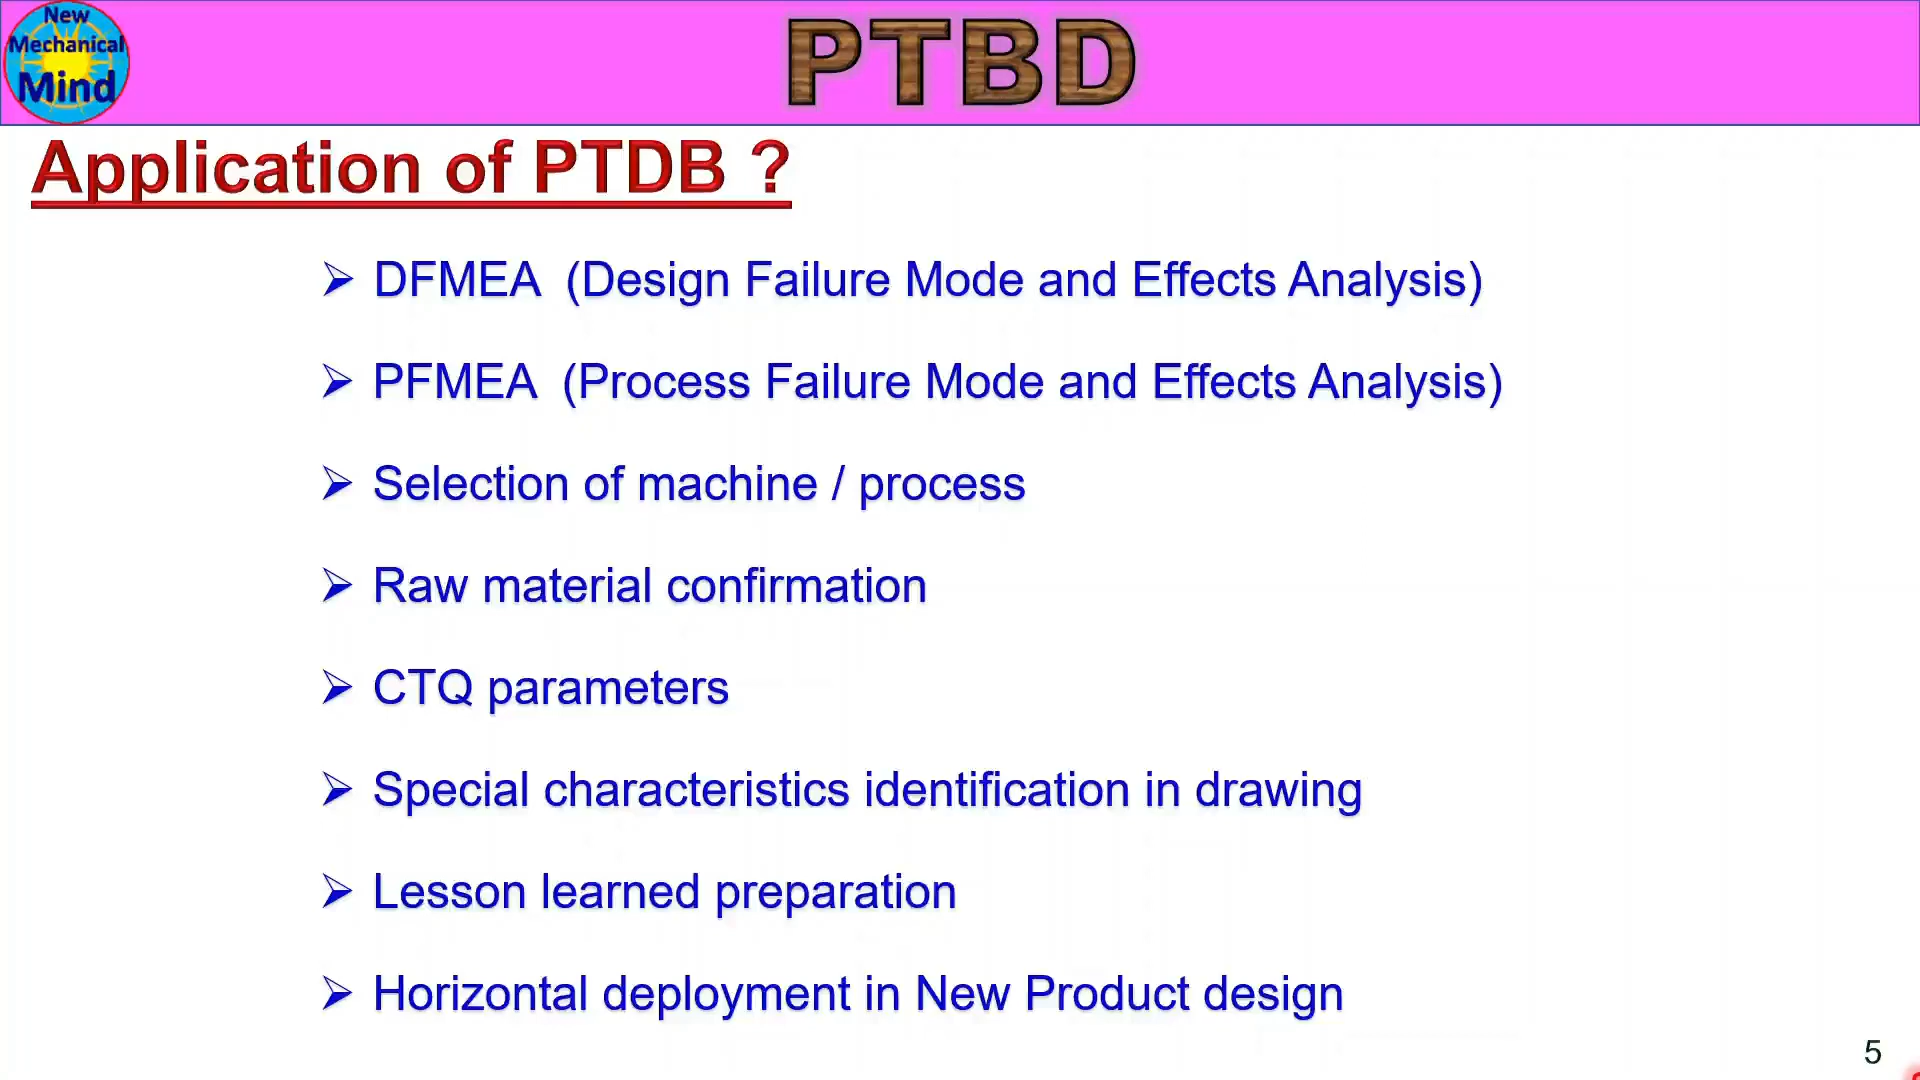 New
Mechanical
Mind
PTBD
Application of PTDB ?
➢ DFMEA (Design Failure Mode and Effects Analysis)
➢ PFMEA (Process Failure Mode and Effects Analysis)
➢ Selection of machine / process
➢ Raw material confirmation
➢ CTQ parameters
➢ Special characteristics identification in drawing
➢ Lesson learned preparation
➢ Horizontal deployment in New Product design
5